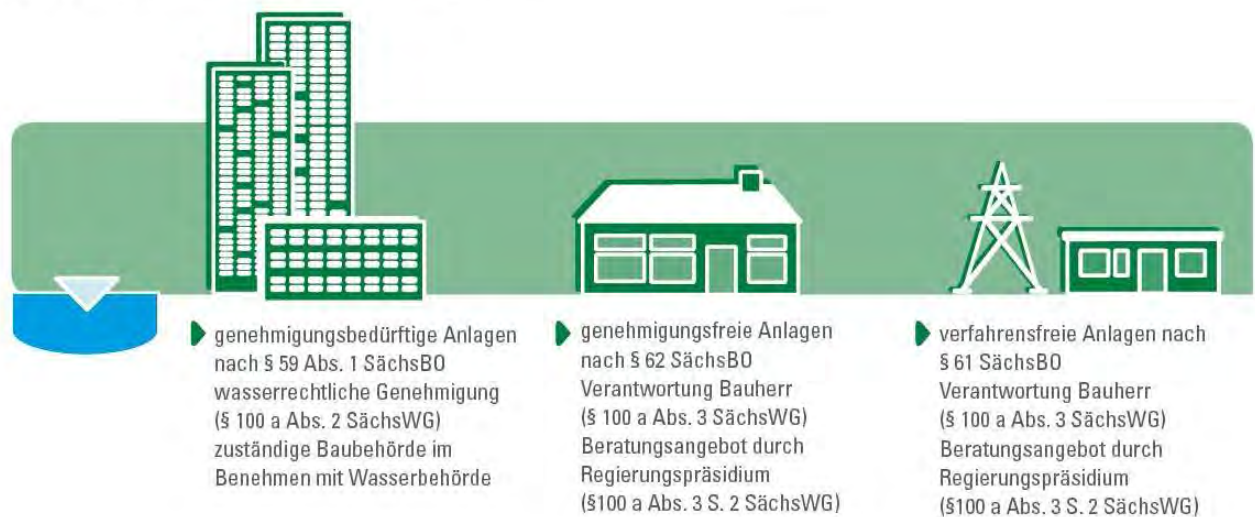 genehmigungsbedürftige Anlagen
nach § 59 Abs. 1 SächsBO
wasserrechtliche Genehmigung
(§ 100 a Abs. 2 SächsWG)
zuständige Baubehörde im
Benehmen mit Wasserbehörde
genehmigungsfreie Anlagen
nach § 62 SächsBO
Verantwortung Bauherr
(§ 100 a Abs. 3 SächsWG)
Beratungsangebot durch
Regierungspräsidium
(§100 a Abs. 3 S. 2 SächsWG)
verfahrensfreie Anlagen nach
§ 61 SächsBO
Verantwortung Bauherr
(§ 100 a Abs. 3 SächsWG)
Beratungsangebot durch
Regierungspräsidium
(§100 a Abs. 3 S. 2 SächsWG)